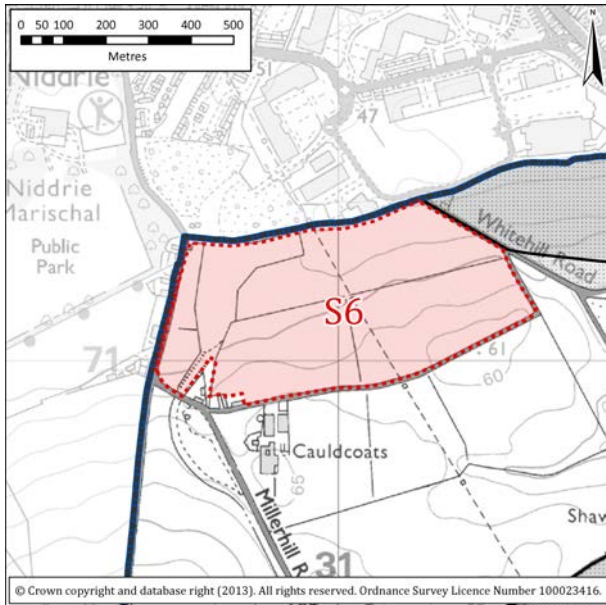 0 50 100 200 300 400 500
Metres
N
Niddrie
51
47
Niddrie
Marischal
Public
Park
Whitehill Road
S6
71
61
60
Cauldcoats
65
Millerhill R
Shaw
31
© Crown copyright and database right (2013). All rights reserved. Ordnance Survey Licence Number 100023416.